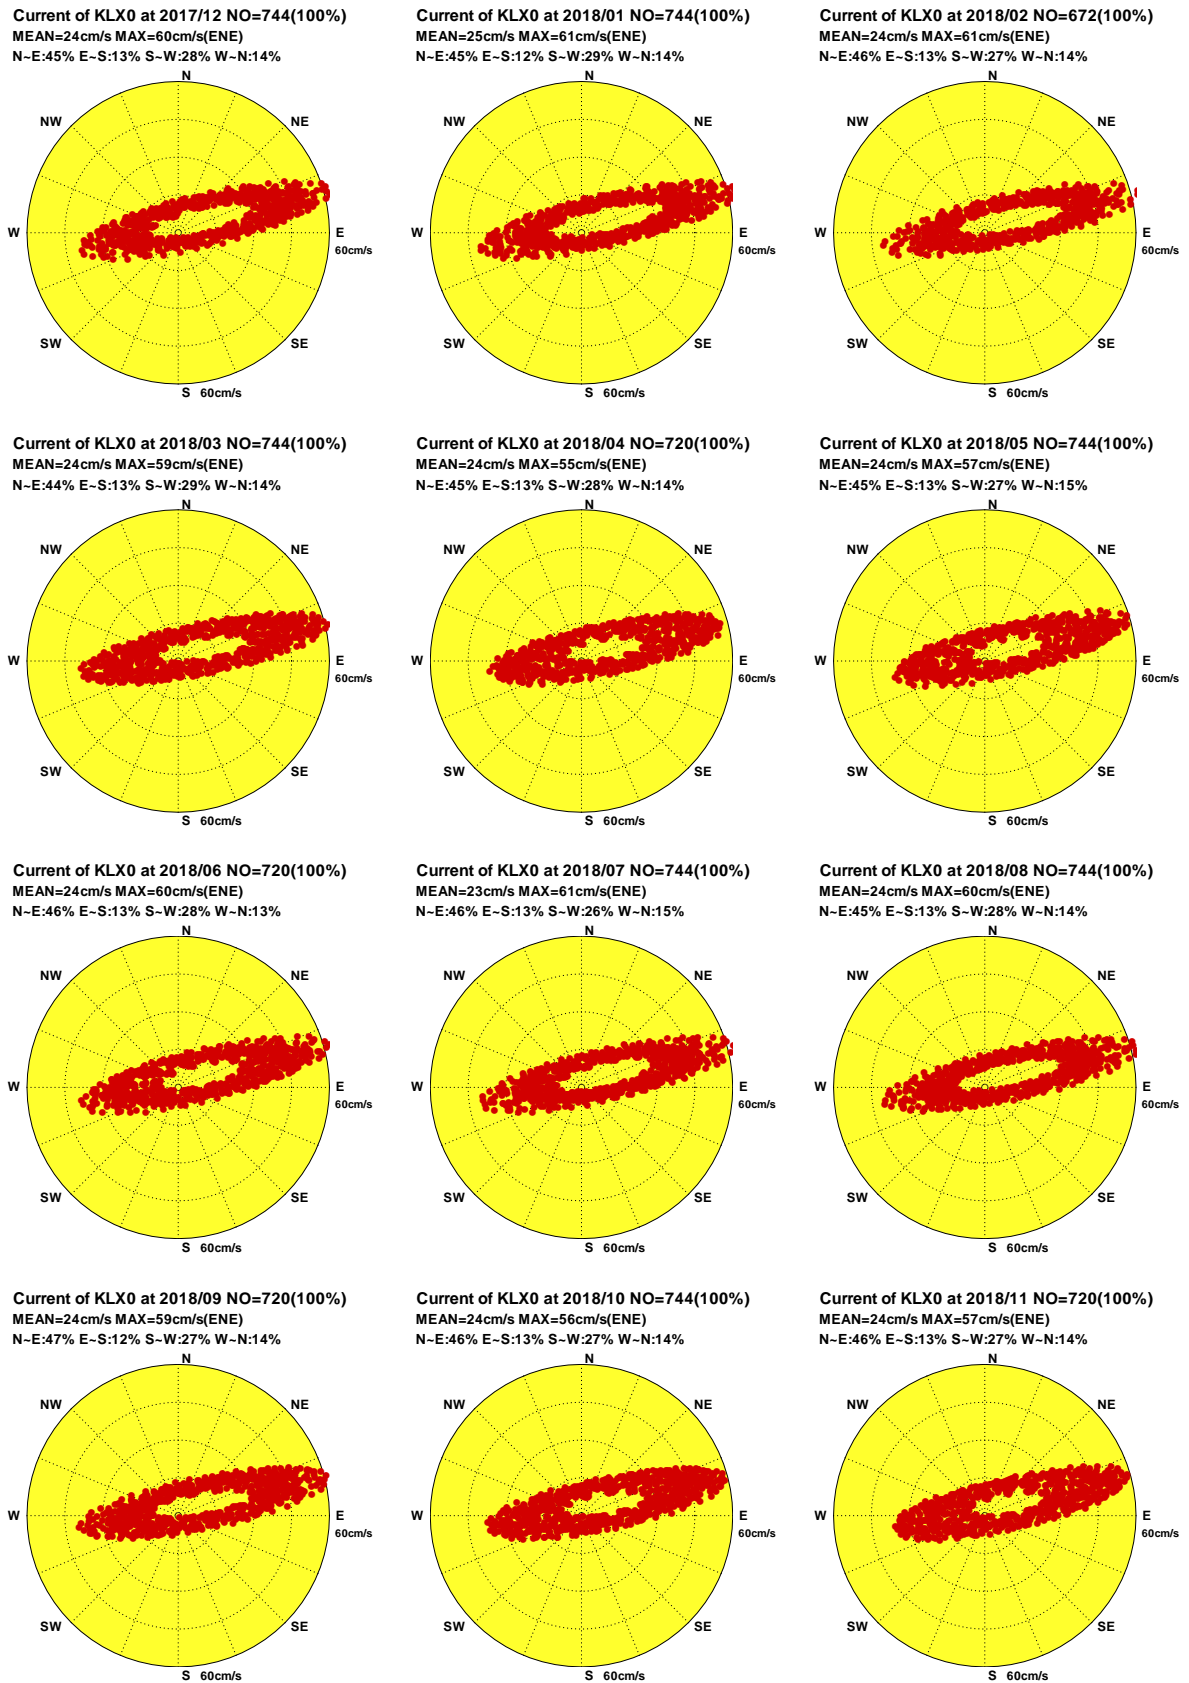 Current of KLX0 at 2017/12 NO=744(100%)
MEAN=24cm/s MAX=60cm/s(ENE)
N~E:45% E~S:13% S~W:28% W~N:14%
N
NW
NE
W
E
60cm/s
SW
SE
S 60cm/s
Current of KLX0 at 2018/01 NO=744(100%)
MEAN=25cm/s MAX=61cm/s(ENE)
N~E:45% E~S:12% S~W:29% W~N:14%
N
NW
NE
W
E
60cm/s
SW
SE
S 60cm/s
Current of KLX0 at 2018/02 NO=672(100%)
MEAN=24cm/s MAX=61cm/s(ENE)
N~E:46% E~S:13% S~W:27% W~N:14%
N
NW
NE
W
E
60cm/s
SW
SE
S 60cm/s
Current of KLX0 at 2018/03 NO=744(100%)
MEAN=24cm/s MAX=59cm/s(ENE)
N~E:44% E~S:13% S~W:29% W~N:14%
N
NW
NE
W
E
60cm/s
SW
SE
S 60cm/s
Current of KLX0 at 2018/04 NO=720(100%)
MEAN=24cm/s MAX=55cm/s(ENE)
N~E:45% E~S:13% S~W:28% W~N:14%
N
NW
NE
W
E
60cm/s
SW
SE
S 60cm/s
Current of KLX0 at 2018/05 NO=744(100%)
MEAN=24cm/s MAX=57cm/s(ENE)
N~E:45% E~S:13% S~W:27% W~N:15%
N
NW
NE
W
E
60cm/s
SW
SE
S 60cm/s
Current of KLX0 at 2018/06 NO=720(100%)
MEAN=24cm/s MAX=60cm/s(ENE)
N~E:46% E~S:13% S~W:28% W~N:13%
N
NW
NE
W
E
60cm/s
SW
SE
S 60cm/s
Current of KLX0 at 2018/07 NO=744(100%)
MEAN=23cm/s MAX=61cm/s(ENE)
N~E:46% E~S:13% S~W:26% W~N:15%
N
NW
NE
W
E
60cm/s
SW
SE
S 60cm/s
Current of KLX0 at 2018/08 NO=744(100%)
MEAN=24cm/s MAX=60cm/s(ENE)
N~E:45% E~S:13% S~W:28% W~N:14%
N
NW
NE
W
E
60cm/s
SW
SE
S 60cm/s
Current of KLX0 at 2018/09 NO=720(100%)
MEAN=24cm/s MAX=59cm/s(ENE)
N~E:47% E~S:12% S~W:27% W~N:14%
N
NW
NE
W
E
60cm/s
SW
SE
S 60cm/s
Current of KLX0 at 2018/10 NO=744(100%)
MEAN=24cm/s MAX=56cm/s(ENE)
N~E:46% E~S:13% S~W:27% W~N:14%
N
NW
NE
W
E
60cm/s
SW
SE
S 60cm/s
Current of KLX0 at 2018/11 NO=720(100%)
MEAN=24cm/s MAX=57cm/s(ENE)
N~E:46% E~S:13% S~W:27% W~N:14%
N
NW
NE
W
E
60cm/s
SW
SE
S 60cm/s